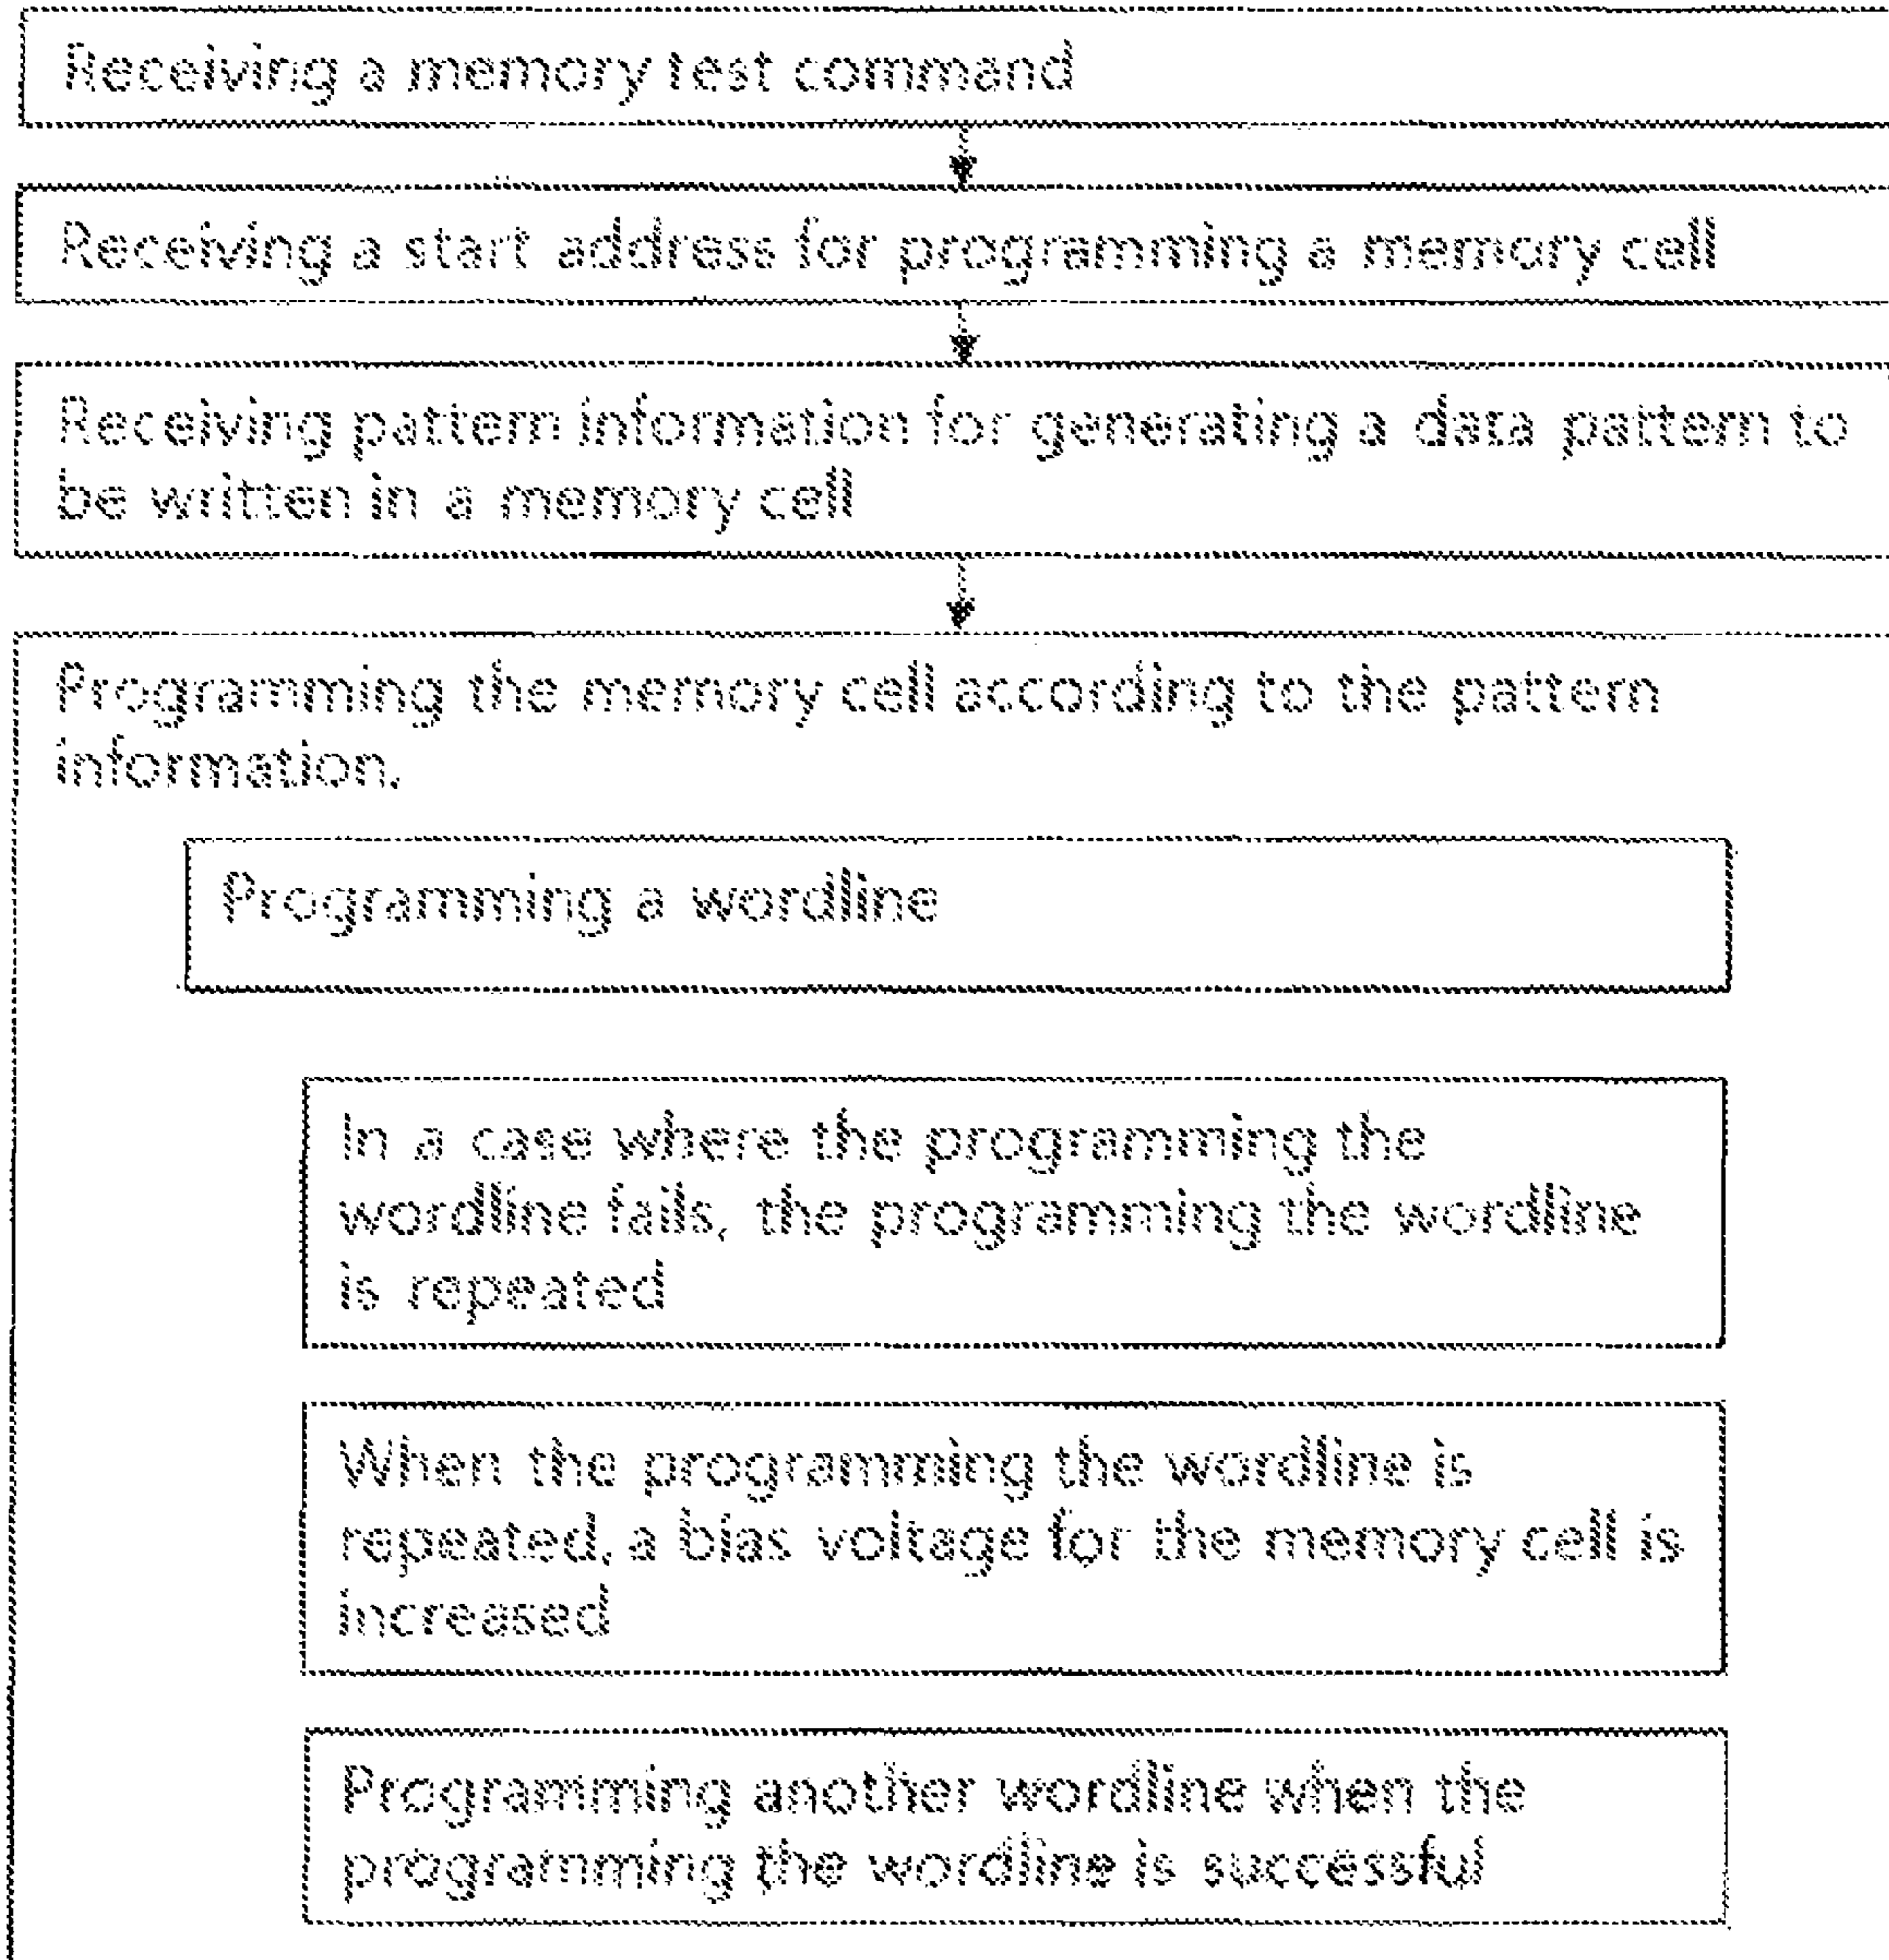 Receiving a memory test command
Receiving a start address for programming a memory cell
Receiving pattern information for generating a data pattern to
be written in a memory cell
Programming the memory cell according to the pattern
information.
Programming a wordline
In a case where the programming the
wordline fails, the programming the wordline
is repeated
When the programming the wordline is
repeated, a bias voltage for the memory cell is
increased
Programming another wordline when the
programming the wordline is successful